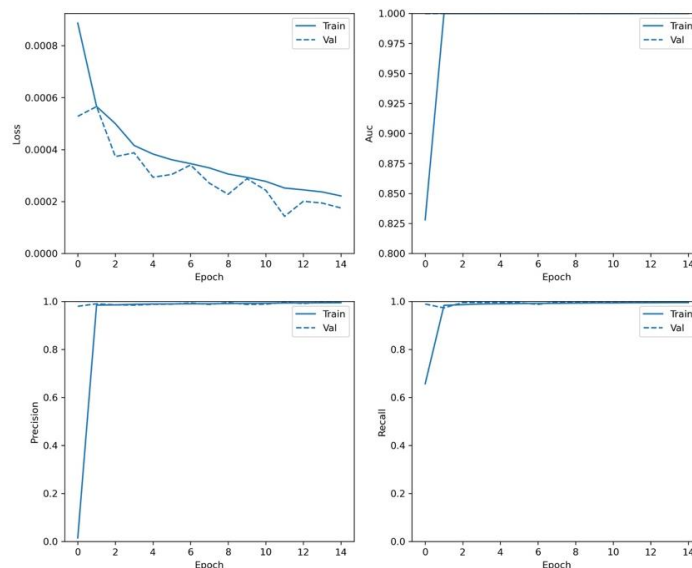 Loss
0.0008
0.0006
0.0004
0.0002
0.0000
Train
Val
0 2 4 6 8 10 12 14
Epoch
Auc
1.000
0.975
0.950
0.925
0.900
0.875
0.850
0.825
0.800
Train
Val
0 2 4 6 8 10 12 14
Epoch
Precision
1.0
0.8
0.6
0.4
0.2
0.0
Train
Val
0 2 4 6 8 10 12 14
Epoch
Recall
1.0
0.8
0.6
0.4
0.2
0.0
Train
Val
0 2 4 6 8 10 12 14
Epoch